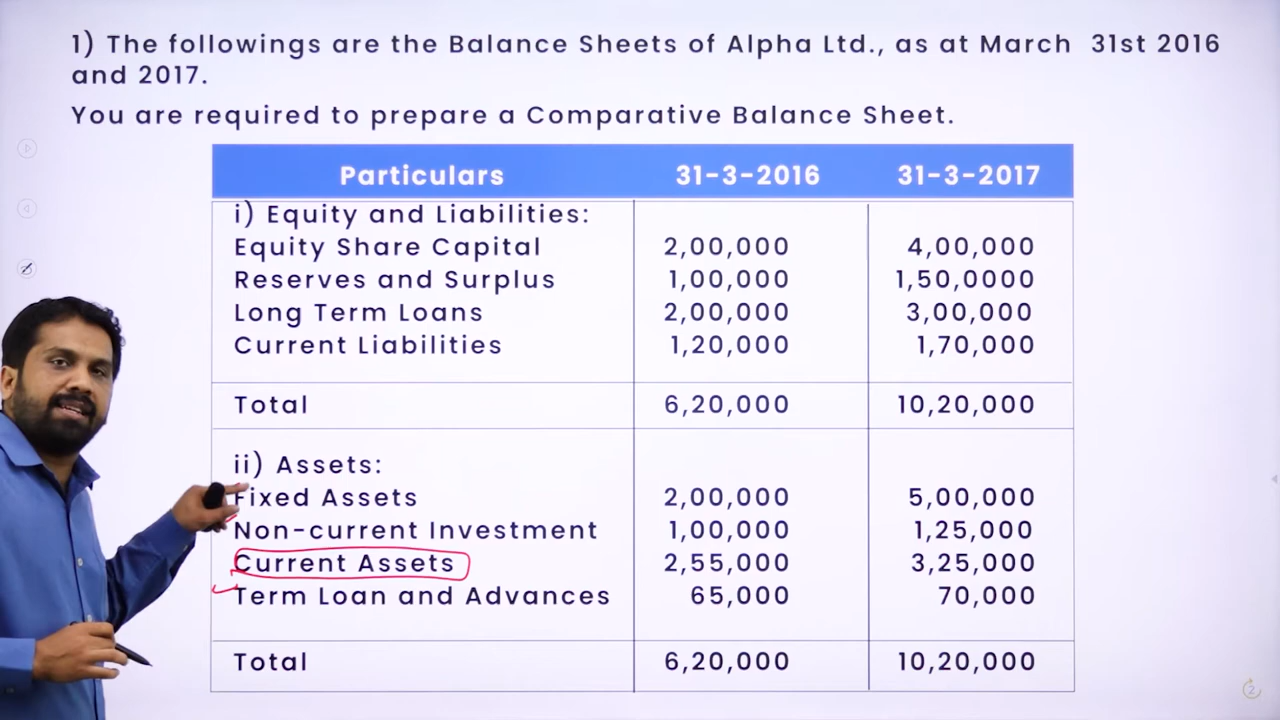 1) The followings are the Balance Sheets of Alpha Ltd., as at March 31st 2016
and 2017.
You are required to prepare a Comparative Balance Sheet.
Particulars 31-3-2016 31-3-2017
i) Equity and Liabilities:
Equity Share Capital 2,00,000 4,00,000
Reserves and Surplus 1,00,000 1,50,0000
Long Term Loans 2,00,000 3,00,000
Current Liabilities 1,20,000 1,70,000
Total 6,20,000 10,20,000
ii) Assets:
Fixed Assets 2,00,000 5,00,000
Non-current Investment 1,00,000 1,25,000
Current Assets 2,55,000 3,25,000
Term Loan and Advances 65,000 70,000
Total 6,20,000 10,20,000
2